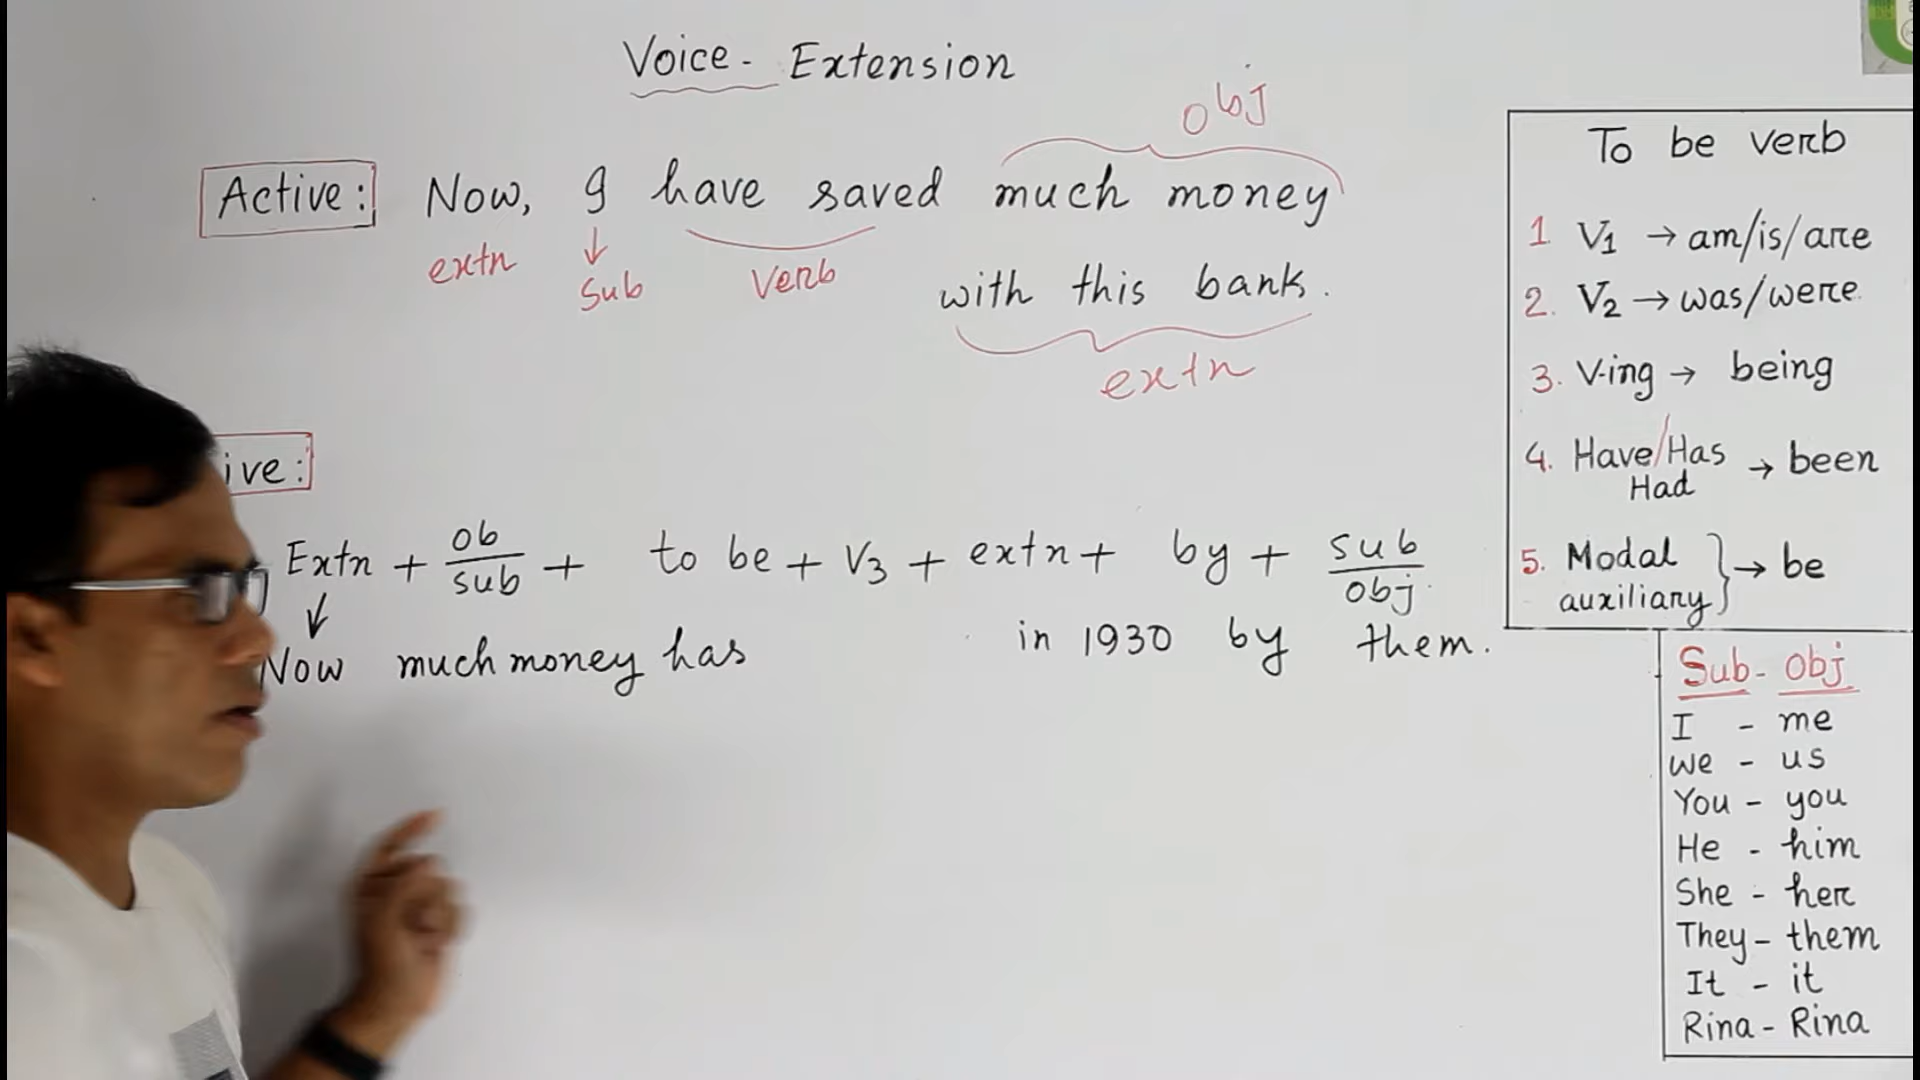 Voice - Extension
obj
Active: Now, I have saved much money
extn Sub Verb
with this bank.
extn
ive:
Extn + ob/sub + to be + V3 + extn + by + sub/obj
Now much money has in 1930 by them.
To be verb
1. V1 → am/is/are
2. V2 → was/were
3. V-ing → being
4. Have/Has → been
Had
5. Modal
auxiliary } → be
Sub - Obj
I - me
We - us
You - you
He - him
She - her
They - them
It - it
Rina - Rina